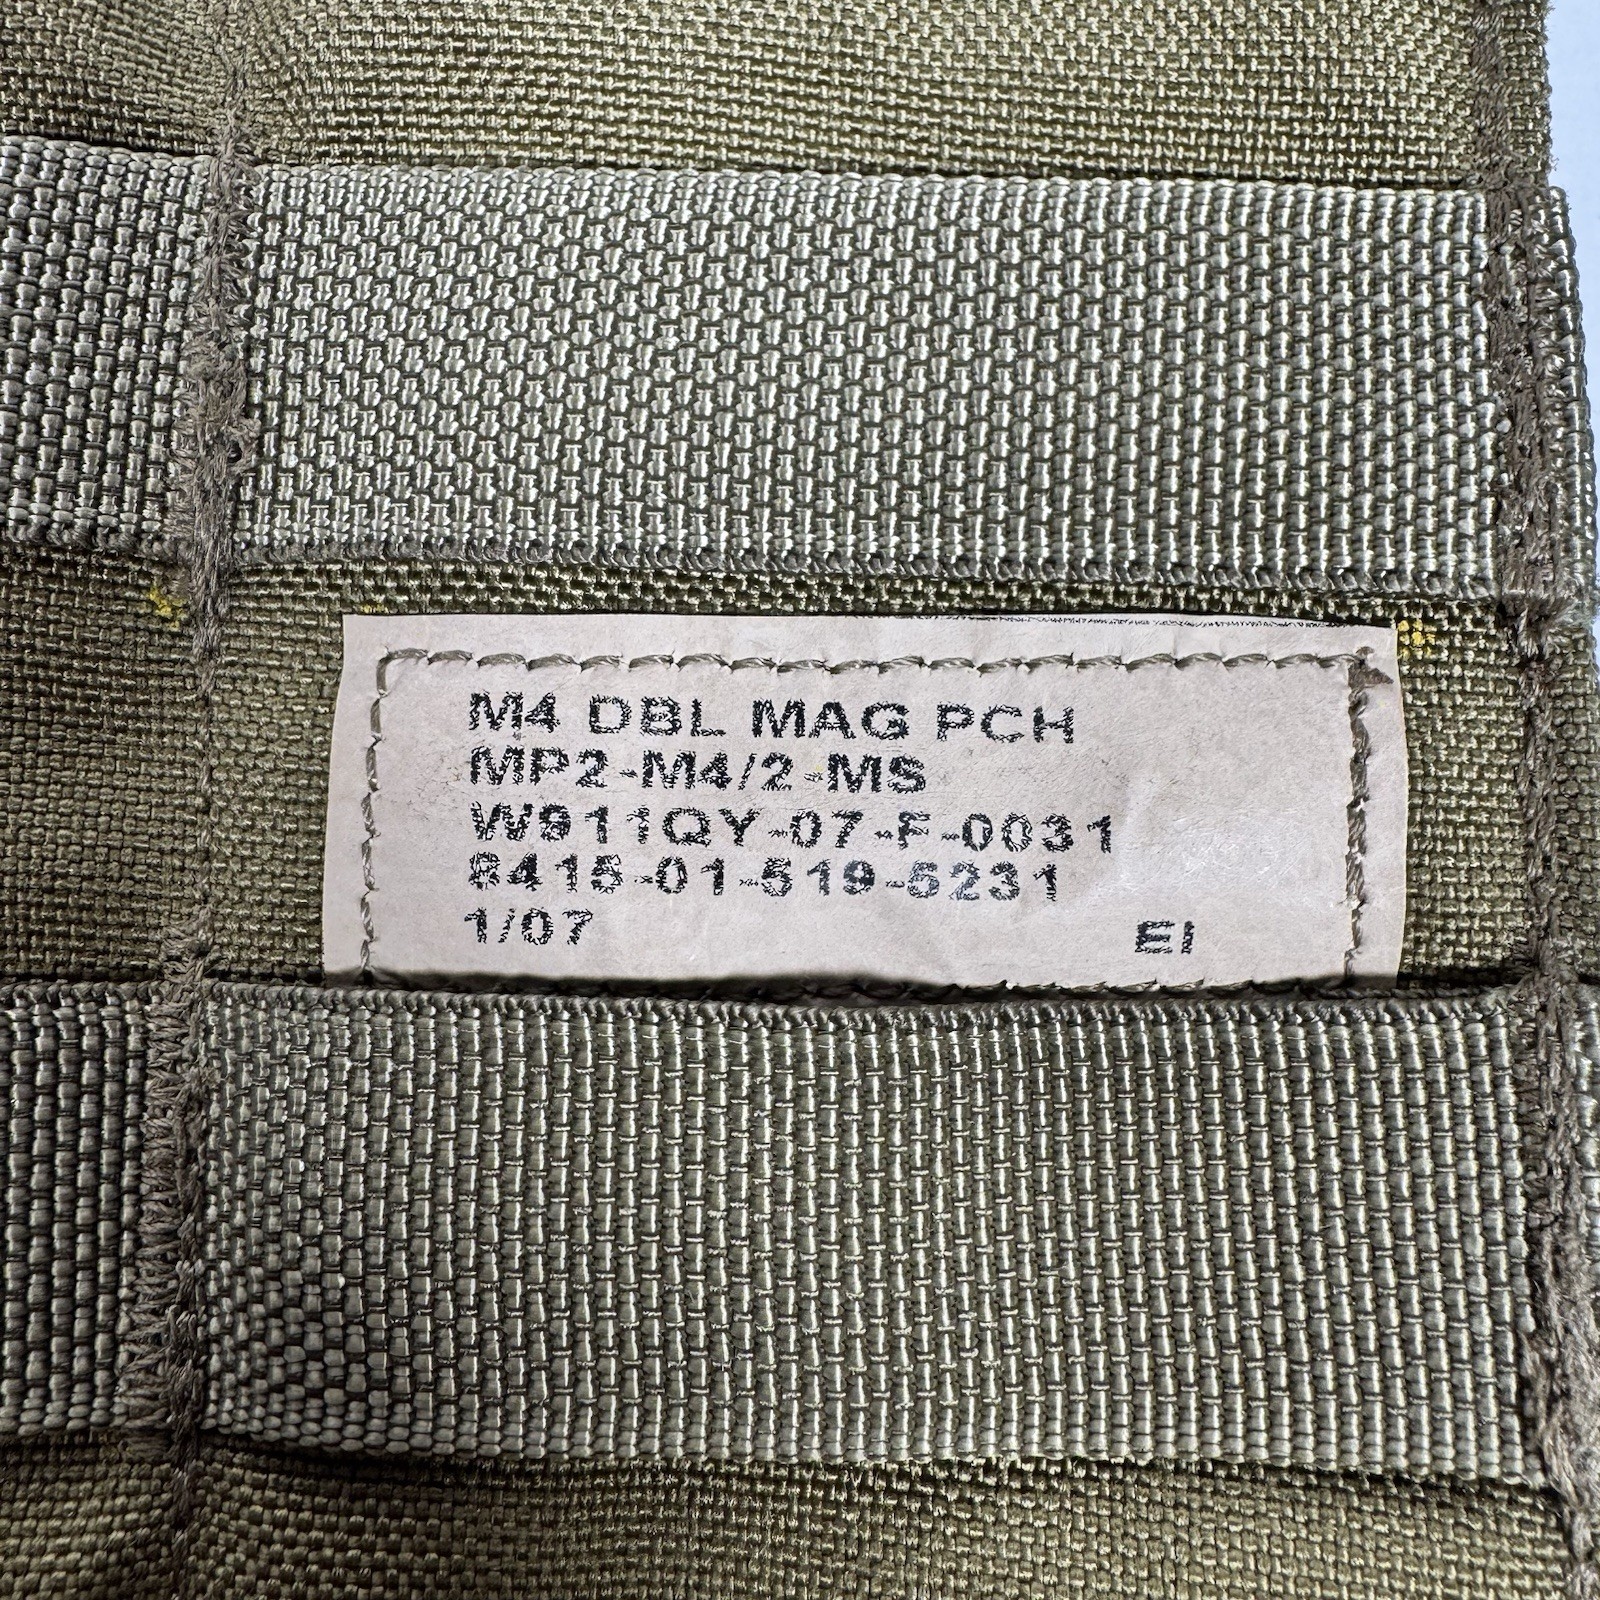 M4 DBL MAG PCH
MP2-M4/2-MS
W911QY-07-F-0031
8415-01-519-5231
1/07 EI